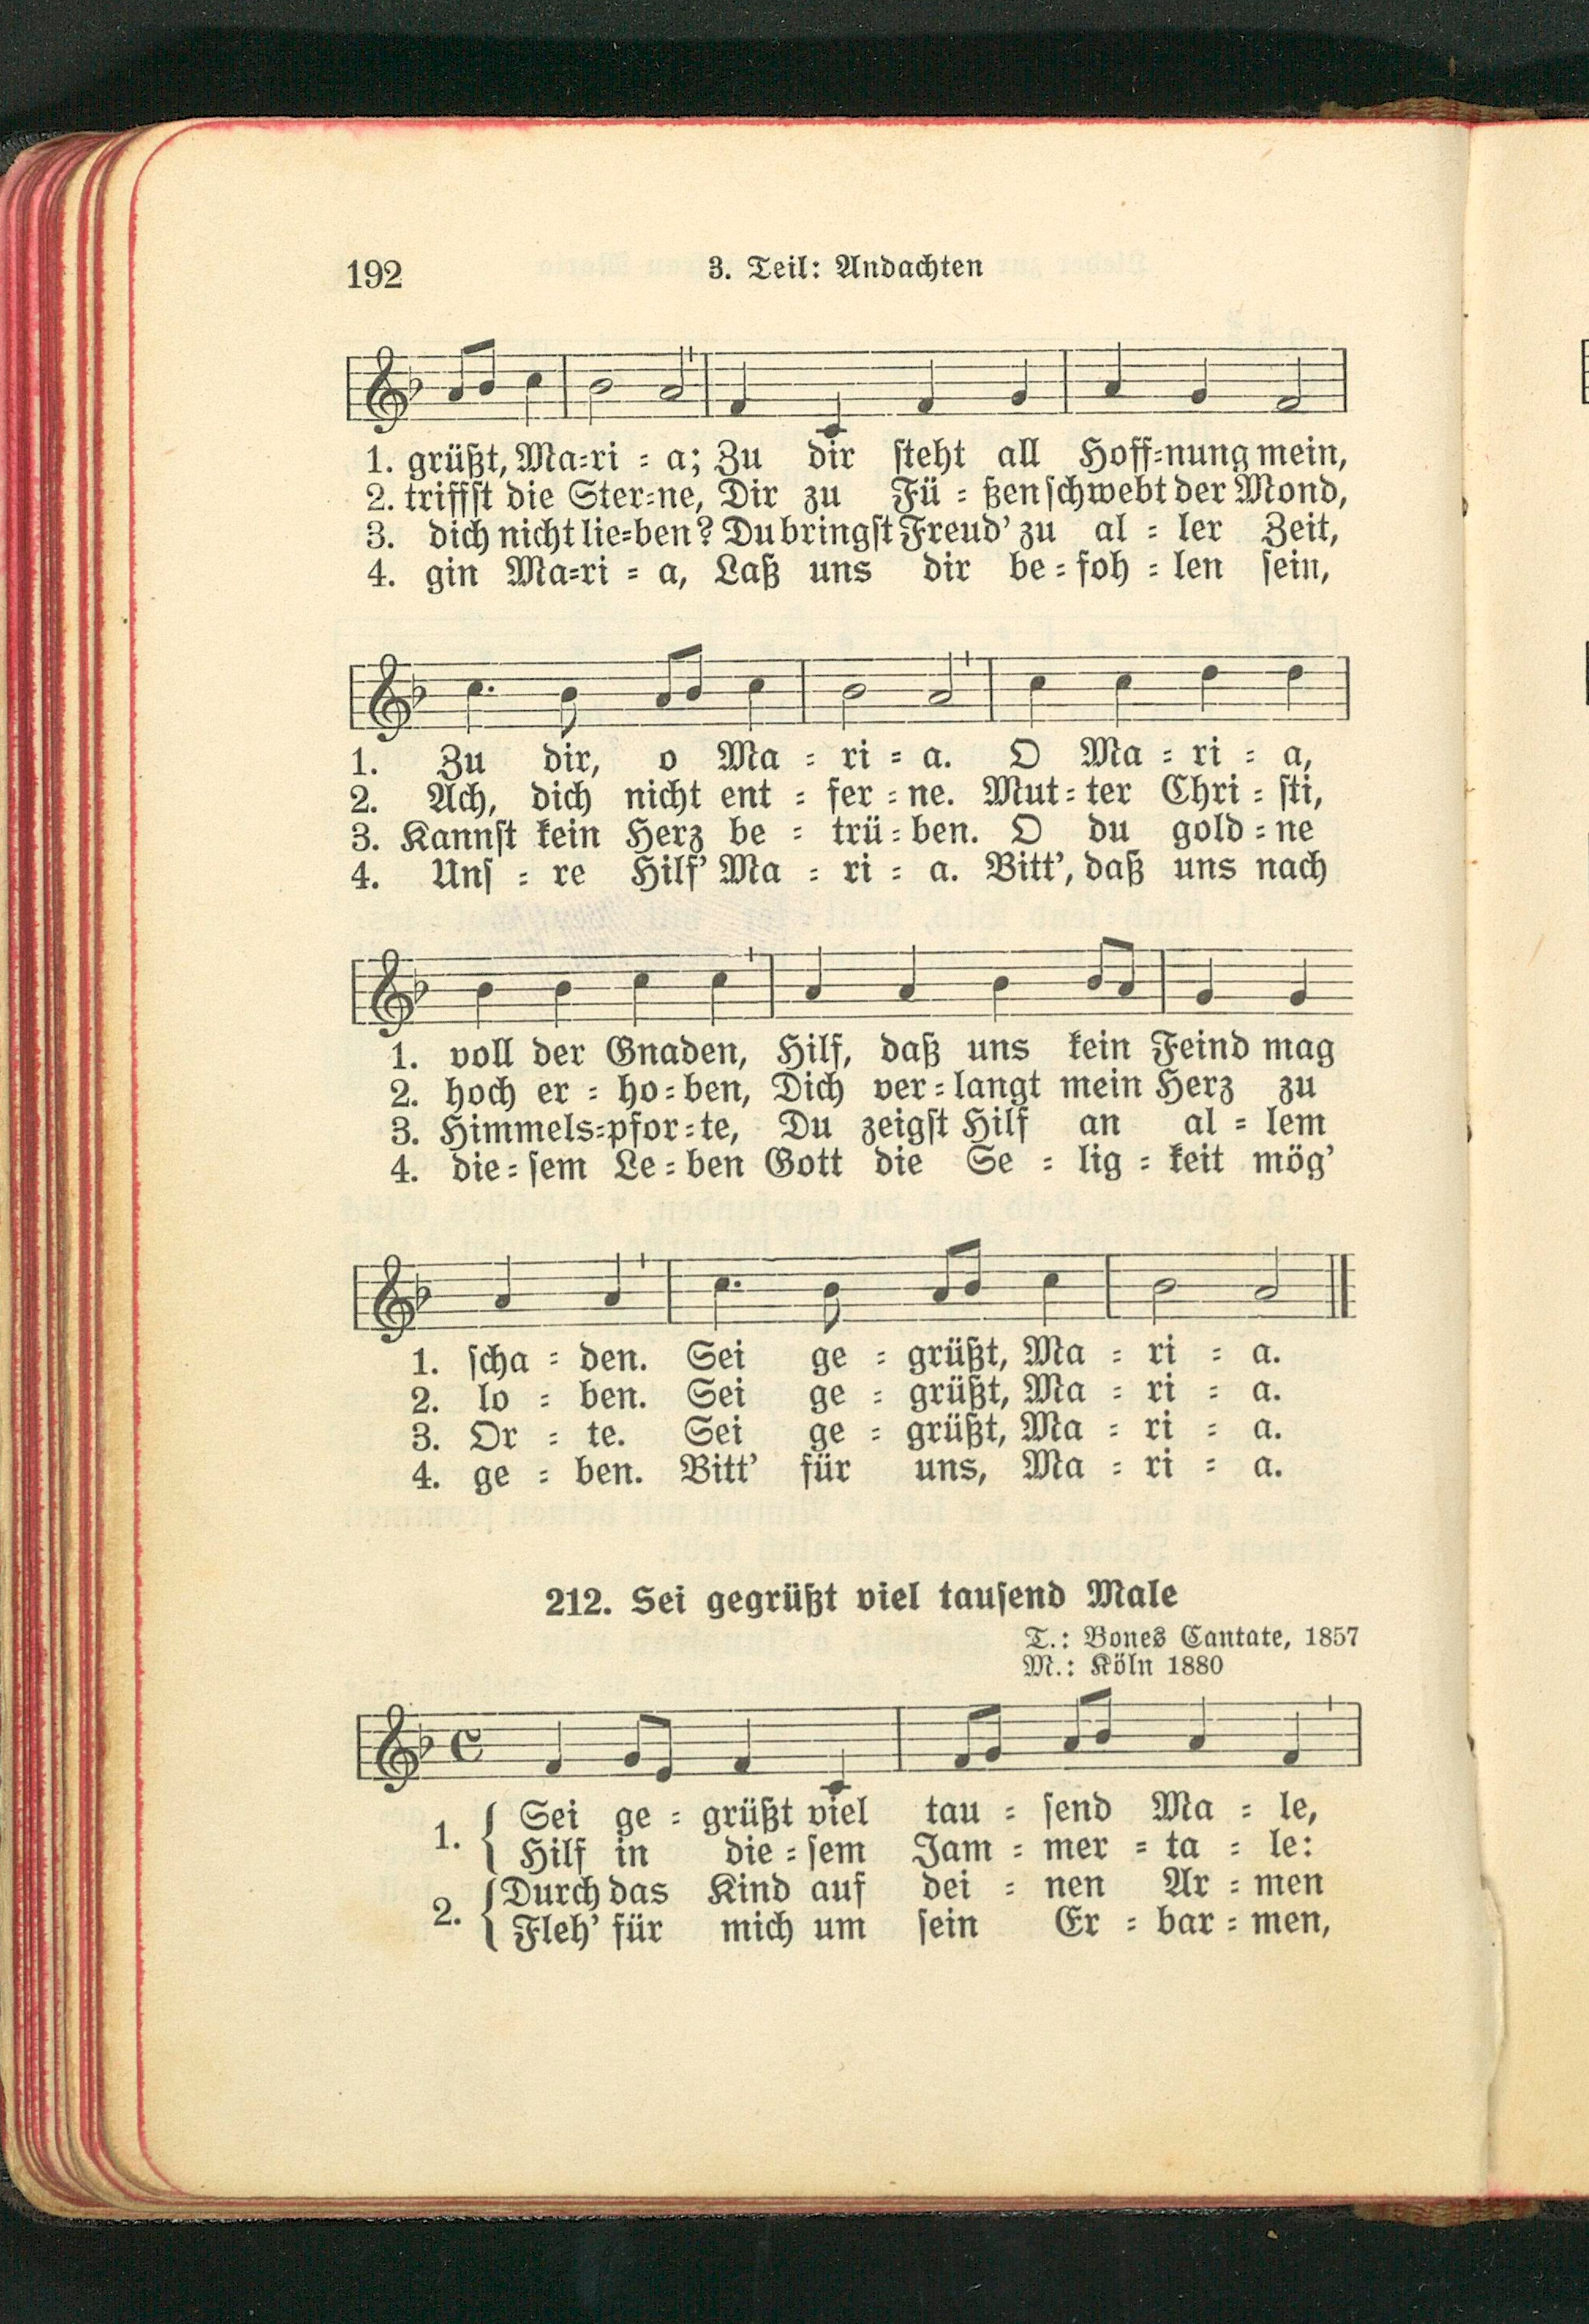 192
3. Teil: Andachten
1. grüßt, Ma=ri = a; Zu dir steht all Hoff=nung mein,
2. triffst die Ster=ne, Dir zu Fü = ßen schwebt der Mond,
3. dich nicht lie=ben? Du bringst Freud' zu al = ler Zeit,
4. gin Ma=ri = a, Laß uns dir be = foh = len sein,
1. Zu dir, o Ma = ri = a. O Ma = ri = a,
2. Ach, dich nicht ent = fer = ne. Mut = ter Chri = sti,
3. Kannst kein Herz be = trü = ben. O du gold = ne
4. Uns = re Hilf' Ma = ri = a. Bitt', daß uns nach
1. voll der Gnaden, Hilf, daß uns kein Feind mag
2. hoch er = ho = ben, Dich ver = langt mein Herz zu
3. Himmels=pfor = te, Du zeigst Hilf an al = lem
4. die = sem Le = ben Gott die Se = lig = keit mög'
1. scha = den. Sei ge = grüßt, Ma = ri = a.
2. lo = ben. Sei ge = grüßt, Ma = ri = a.
3. Or = te. Sei ge = grüßt, Ma = ri = a.
4. ge = ben. Bitt' für uns, Ma = ri = a.
212. Sei gegrüßt viel tausend Male
T.: Bones Cantate, 1857
M.: Köln 1880
1. { Sei ge = grüßt viel tau = send Ma = le,
Hilf in die = sem Jam = mer = ta = le:
2. { Durch das Kind auf dei = nen Ar = men
Fleh' für mich um sein Er = bar = men,